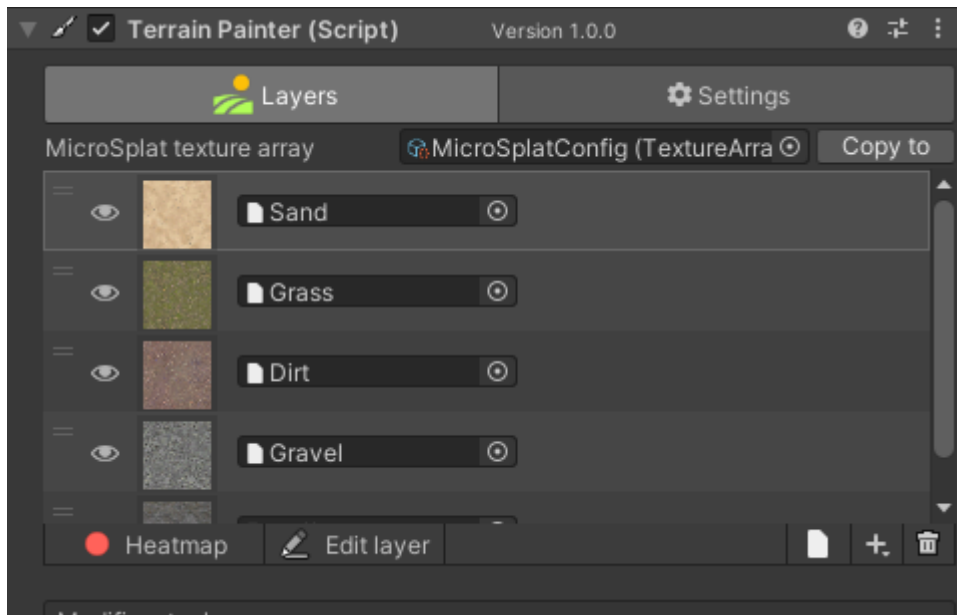 Terrain Painter (Script) Version 1.0.0
Layers Settings
MicroSplat texture array MicroSplatConfig (TextureArra Copy to
Sand
Grass
Dirt
Gravel
Heatmap Edit layer